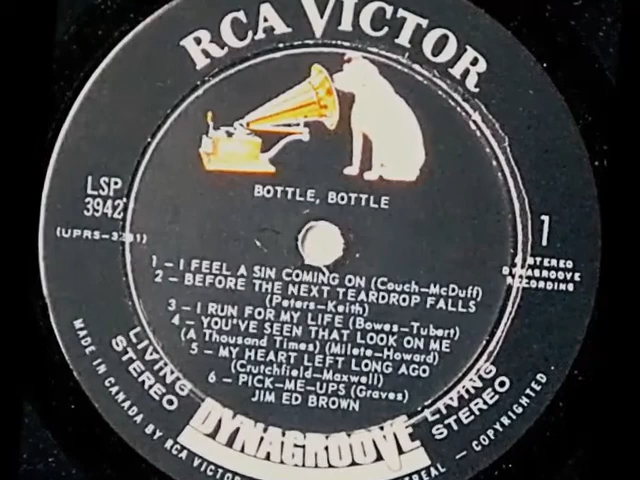 RCA VICTOR
BOTTLE, BOTTLE
LSP
3942
1
STEREO
DYNAGROOVE
RECORDING
1 – I FEEL A SIN COMING ON (Couch–McDuff)
2 – BEFORE THE NEXT TEARDROP FALLS
(Peters–Keith)
3 – I RUN FOR MY LIFE (Bowes–Tubert)
4 – YOU'VE SEEN THAT LOOK ON ME
(A Thousand Times) (Milete–Howard)
5 – MY HEART LEFT LONG AGO
(Crutchfield–Maxwell)
6 – PICK–ME–UPS (Graves)
JIM ED BROWN
LIVING
STEREO
DYNAGROOVE
LIVING
STEREO
MADE IN CANADA BY RCA VICTOR — COPYRIGHTED